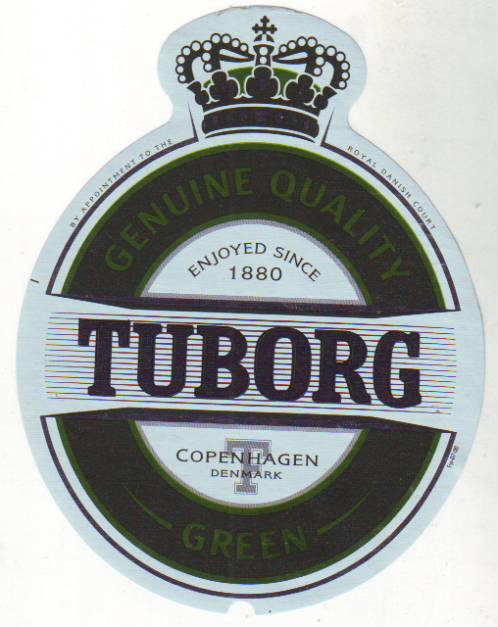 BY APPOINTMENT TO THE
ROYAL DANISH COURT
GENUINE QUALITY
ENJOYED SINCE
1880
TUBORG
T
COPENHAGEN
DENMARK
GREEN